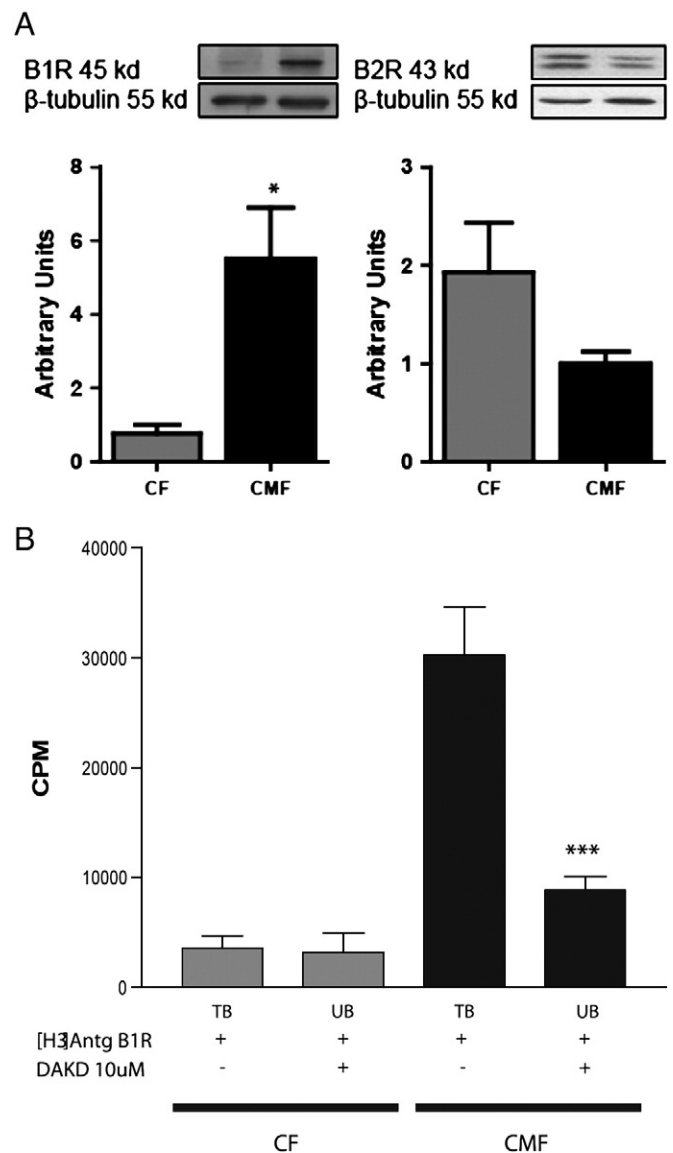 A
B1R 45 kd
β-tubulin 55 kd
B2R 43 kd
β-tubulin 55 kd
8
6
4
2
0
Arbitrary Units
*
CF
CMF
3
2
1
0
Arbitrary Units
CF
CMF
B
40000
30000
20000
10000
0
CPM
***
TB UB TB UB
[H3]Antg B1R + + + +
DAKD 10uM - + - +
CF CMF